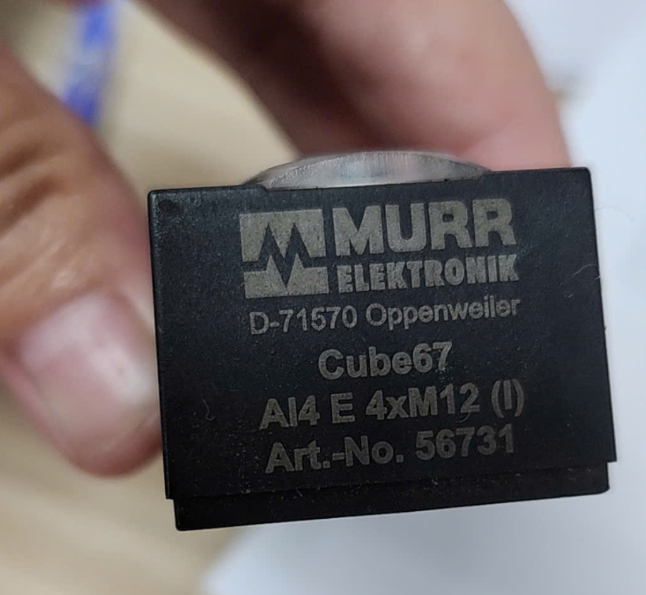 MURR
ELEKTRONIK
D-71570 Oppenweiler
Cube67
AI4 E 4xM12 (I)
Art.-No. 56731